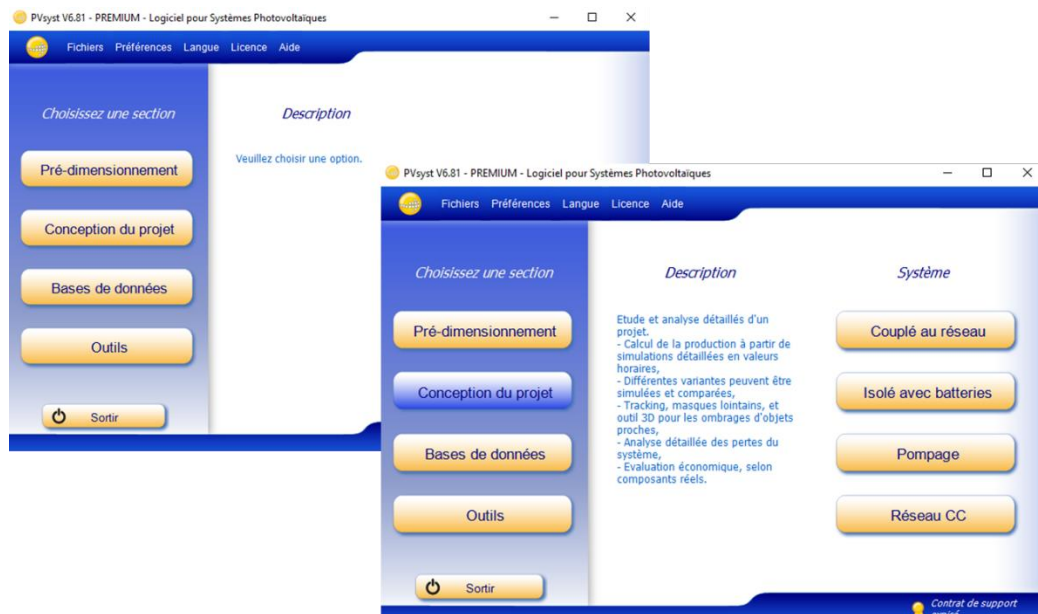 PVsyst V6.81 - PREMIUM - Logiciel pour Systèmes Photovoltaïques
Fichiers Préférences Langue Licence Aide
Choisissez une section
Description
Veuillez choisir une option.
Pré-dimensionnement
Conception du projet
Bases de données
Outils
Sortir
PVsyst V6.81 - PREMIUM - Logiciel pour Systèmes Photovoltaïques
Fichiers Préférences Langue Licence Aide
Choisissez une section
Pré-dimensionnement
Conception du projet
Bases de données
Outils
Sortir
Description
Etude et analyse détaillés d'un
projet.
- Calcul de la production à partir de
simulations détaillées en valeurs
horaires,
- Différentes variantes peuvent être
simulées et comparées,
- Tracking, masques lointains, et
outil 3D pour les ombrages d'objets
proches,
- Analyse détaillée des pertes du
système,
- Evaluation économique, selon
composants réels.
Système
Couplé au réseau
Isolé avec batteries
Pompage
Réseau CC
Contrat de support